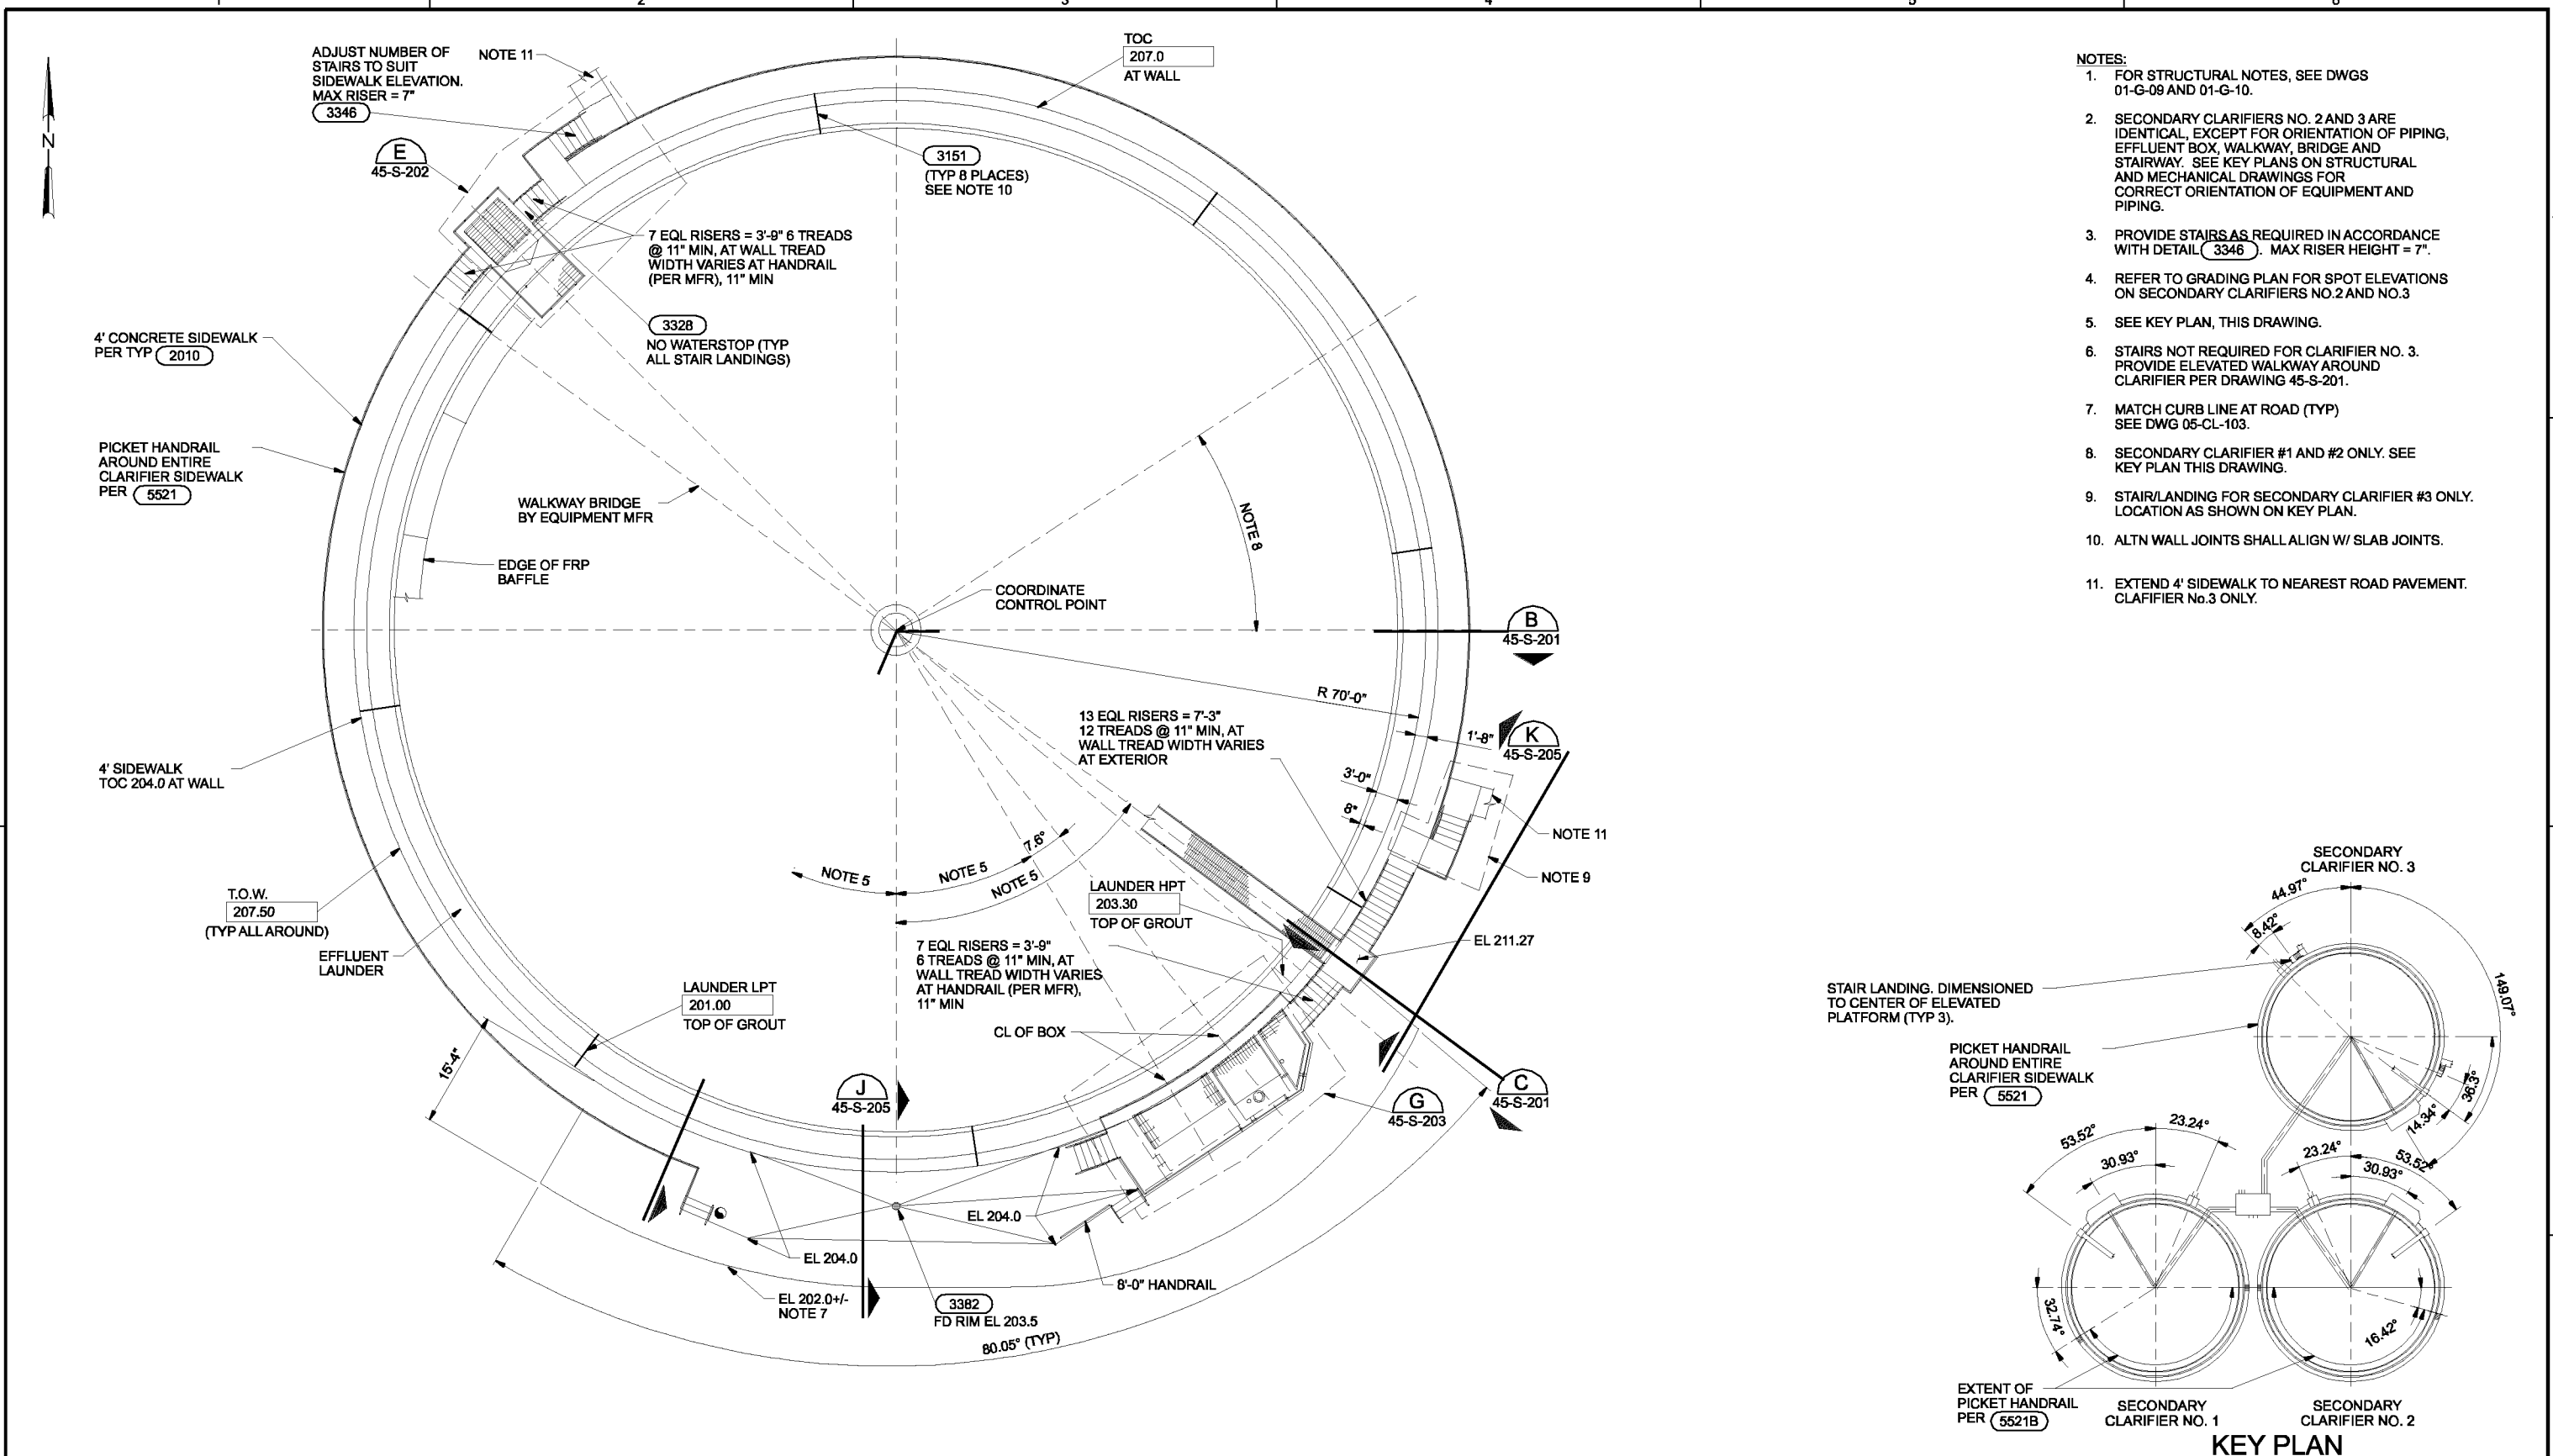 2
3
4
5
6
N
ADJUST NUMBER OF
STAIRS TO SUIT
SIDEWALK ELEVATION.
MAX RISER = 7"
3346
NOTE 11
TOC
207.0
AT WALL
E
45-S-202
3151
(TYP 8 PLACES)
SEE NOTE 10
7 EQL RISERS = 3'-9" 6 TREADS
@ 11" MIN, AT WALL TREAD
WIDTH VARIES AT HANDRAIL
(PER MFR), 11" MIN
3328
NO WATERSTOP (TYP
ALL STAIR LANDINGS)
4' CONCRETE SIDEWALK
PER TYP 2010
PICKET HANDRAIL
AROUND ENTIRE
CLARIFIER SIDEWALK
PER 5521
WALKWAY BRIDGE
BY EQUIPMENT MFR
NOTE 8
EDGE OF FRP
BAFFLE
COORDINATE
CONTROL POINT
B
45-S-201
R 70'-0"
13 EQL RISERS = 7'-3"
12 TREADS @ 11" MIN, AT
WALL TREAD WIDTH VARIES
AT EXTERIOR
1'-8"
K
45-S-205
3'-0"
8"
4' SIDEWALK
TOC 204.0 AT WALL
NOTE 11
NOTE 9
7.6°
NOTE 5
NOTE 5
NOTE 5
T.O.W.
207.50
(TYP ALL AROUND)
LAUNDER HPT
203.30
TOP OF GROUT
EL 211.27
EFFLUENT
LAUNDER
7 EQL RISERS = 3'-9"
6 TREADS @ 11" MIN, AT
WALL TREAD WIDTH VARIES
AT HANDRAIL (PER MFR),
11" MIN
LAUNDER LPT
201.00
TOP OF GROUT
CL OF BOX
15'-4"
J
45-S-205
G
45-S-203
C
45-S-201
EL 204.0
EL 204.0
8'-0" HANDRAIL
EL 202.0+/-
NOTE 7
3382
FD RIM EL 203.5
80.05° (TYP)
NOTES:
1. FOR STRUCTURAL NOTES, SEE DWGS
01-G-09 AND 01-G-10.
2. SECONDARY CLARIFIERS NO. 2 AND 3 ARE
IDENTICAL, EXCEPT FOR ORIENTATION OF PIPING,
EFFLUENT BOX, WALKWAY, BRIDGE AND
STAIRWAY. SEE KEY PLANS ON STRUCTURAL
AND MECHANICAL DRAWINGS FOR
CORRECT ORIENTATION OF EQUIPMENT AND
PIPING.
3. PROVIDE STAIRS AS REQUIRED IN ACCORDANCE
WITH DETAIL 3346. MAX RISER HEIGHT = 7".
4. REFER TO GRADING PLAN FOR SPOT ELEVATIONS
ON SECONDARY CLARIFIERS NO.2 AND NO.3
5. SEE KEY PLAN, THIS DRAWING.
6. STAIRS NOT REQUIRED FOR CLARIFIER NO. 3.
PROVIDE ELEVATED WALKWAY AROUND
CLARIFIER PER DRAWING 45-S-201.
7. MATCH CURB LINE AT ROAD (TYP)
SEE DWG 05-CL-103.
8. SECONDARY CLARIFIER #1 AND #2 ONLY. SEE
KEY PLAN THIS DRAWING.
9. STAIR/LANDING FOR SECONDARY CLARIFIER #3 ONLY.
LOCATION AS SHOWN ON KEY PLAN.
10. ALTN WALL JOINTS SHALL ALIGN W/ SLAB JOINTS.
11. EXTEND 4' SIDEWALK TO NEAREST ROAD PAVEMENT.
CLAFIFIER No.3 ONLY.
SECONDARY
CLARIFIER NO. 3
44.97°
8.42°
149.07°
STAIR LANDING. DIMENSIONED
TO CENTER OF ELEVATED
PLATFORM (TYP 3).
PICKET HANDRAIL
AROUND ENTIRE
CLARIFIER SIDEWALK
PER 5521
36.3°
14.34°
53.52°
23.24°
30.93°
23.24°
53.52°
30.93°
32.74°
16.42°
EXTENT OF
PICKET HANDRAIL
PER 5521B
SECONDARY
CLARIFIER NO. 1
SECONDARY
CLARIFIER NO. 2
KEY PLAN